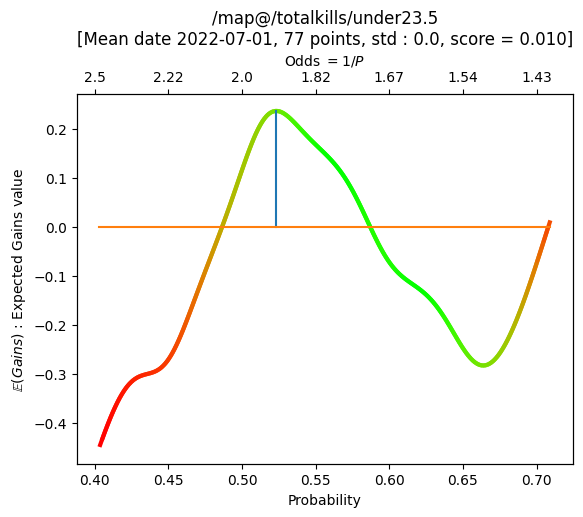 /map@/totalkills/under23.5
[Mean date 2022-07-01, 77 points, std : 0.0, score = 0.010]
Odds = 1/P
2.5 2.22 2.0 1.82 1.67 1.54 1.43
0.2
0.1
0.0
−0.1
−0.2
−0.3
−0.4
𝔼(Gains) : Expected Gains value
0.40 0.45 0.50 0.55 0.60 0.65 0.70
Probability